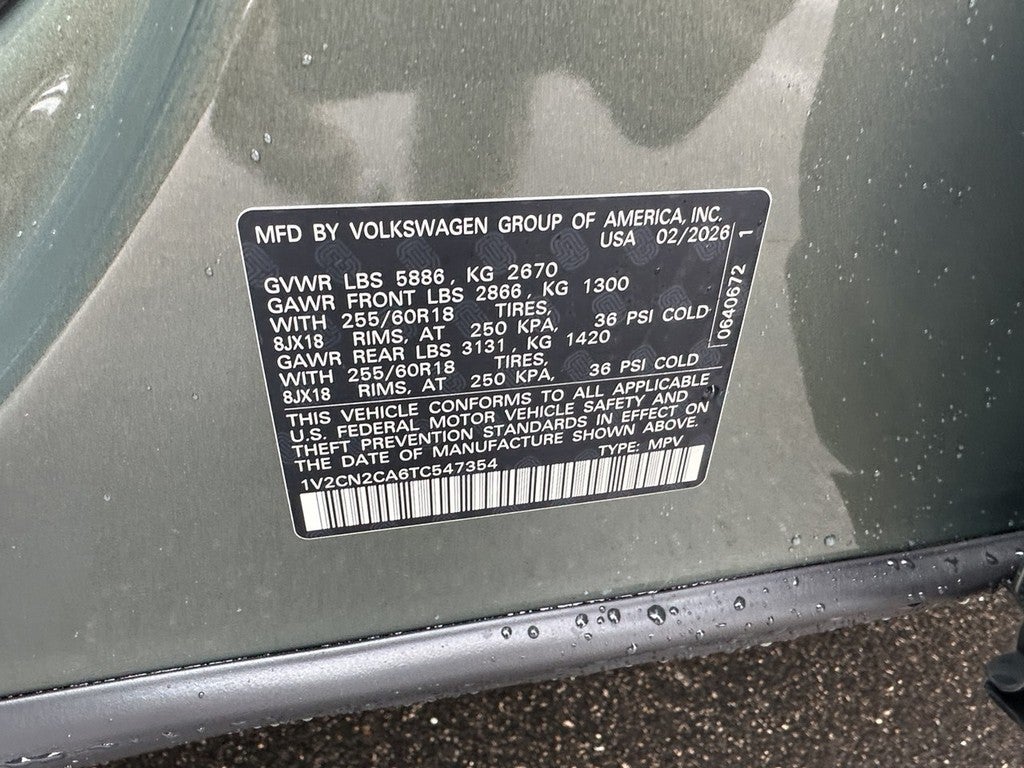 MFD BY VOLKSWAGEN GROUP OF AMERICA, INC.
USA 02/2026
GVWR LBS 5886, KG 2670
GAWR FRONT LBS 2866, KG 1300
WITH 255/60R18 TIRES,
8JX18 RIMS, AT 250 KPA, 36 PSI COLD
GAWR REAR LBS 3131, KG 1420
WITH 255/60R18 TIRES,
8JX18 RIMS, AT 250 KPA, 36 PSI COLD
THIS VEHICLE CONFORMS TO ALL APPLICABLE
U.S. FEDERAL MOTOR VEHICLE SAFETY AND
THEFT PREVENTION STANDARDS IN EFFECT ON
THE DATE OF MANUFACTURE SHOWN ABOVE.
1V2CN2CA6TC547354 TYPE: MPV
0640672 1